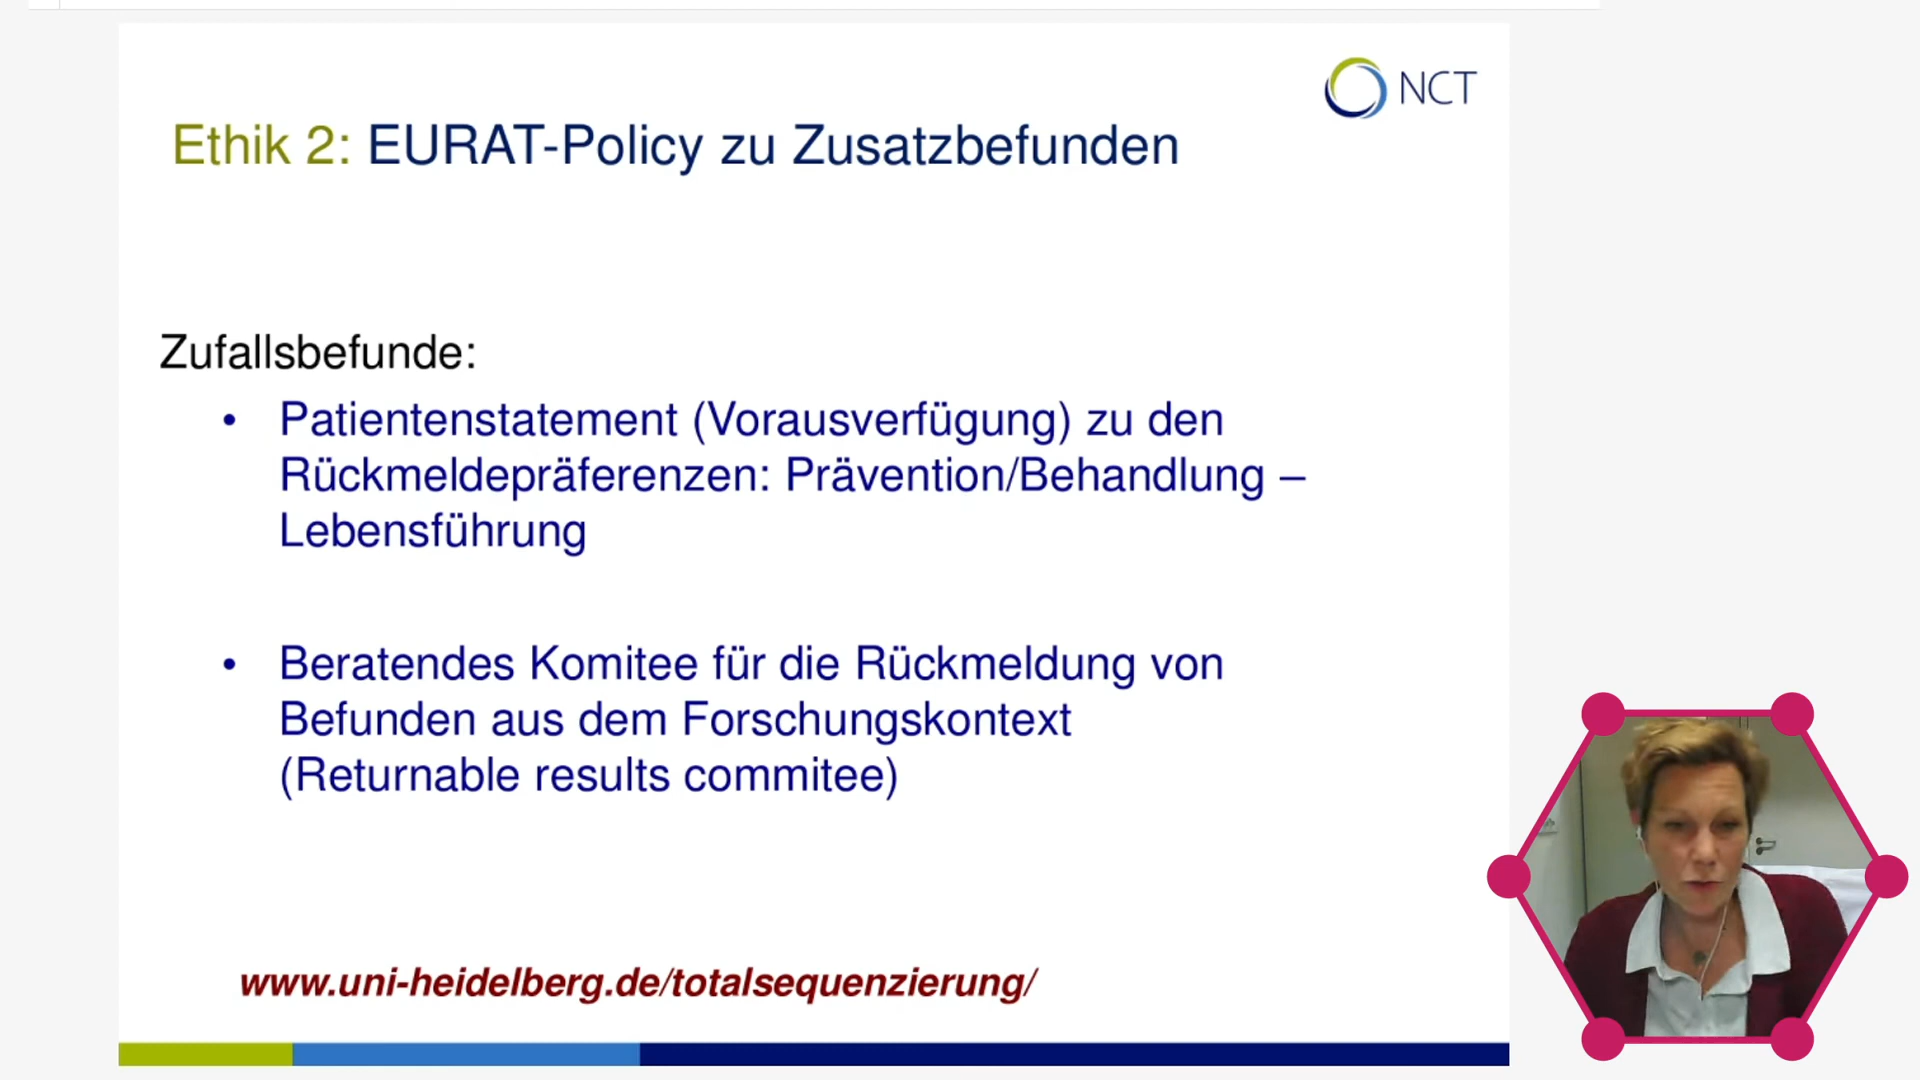 NCT
Ethik 2: EURAT-Policy zu Zusatzbefunden
Zufallsbefunde:
• Patientenstatement (Vorausverfügung) zu den
Rückmeldepräferenzen: Prävention/Behandlung –
Lebensführung
• Beratendes Komitee für die Rückmeldung von
Befunden aus dem Forschungskontext
(Returnable results commitee)
www.uni-heidelberg.de/totalsequenzierung/